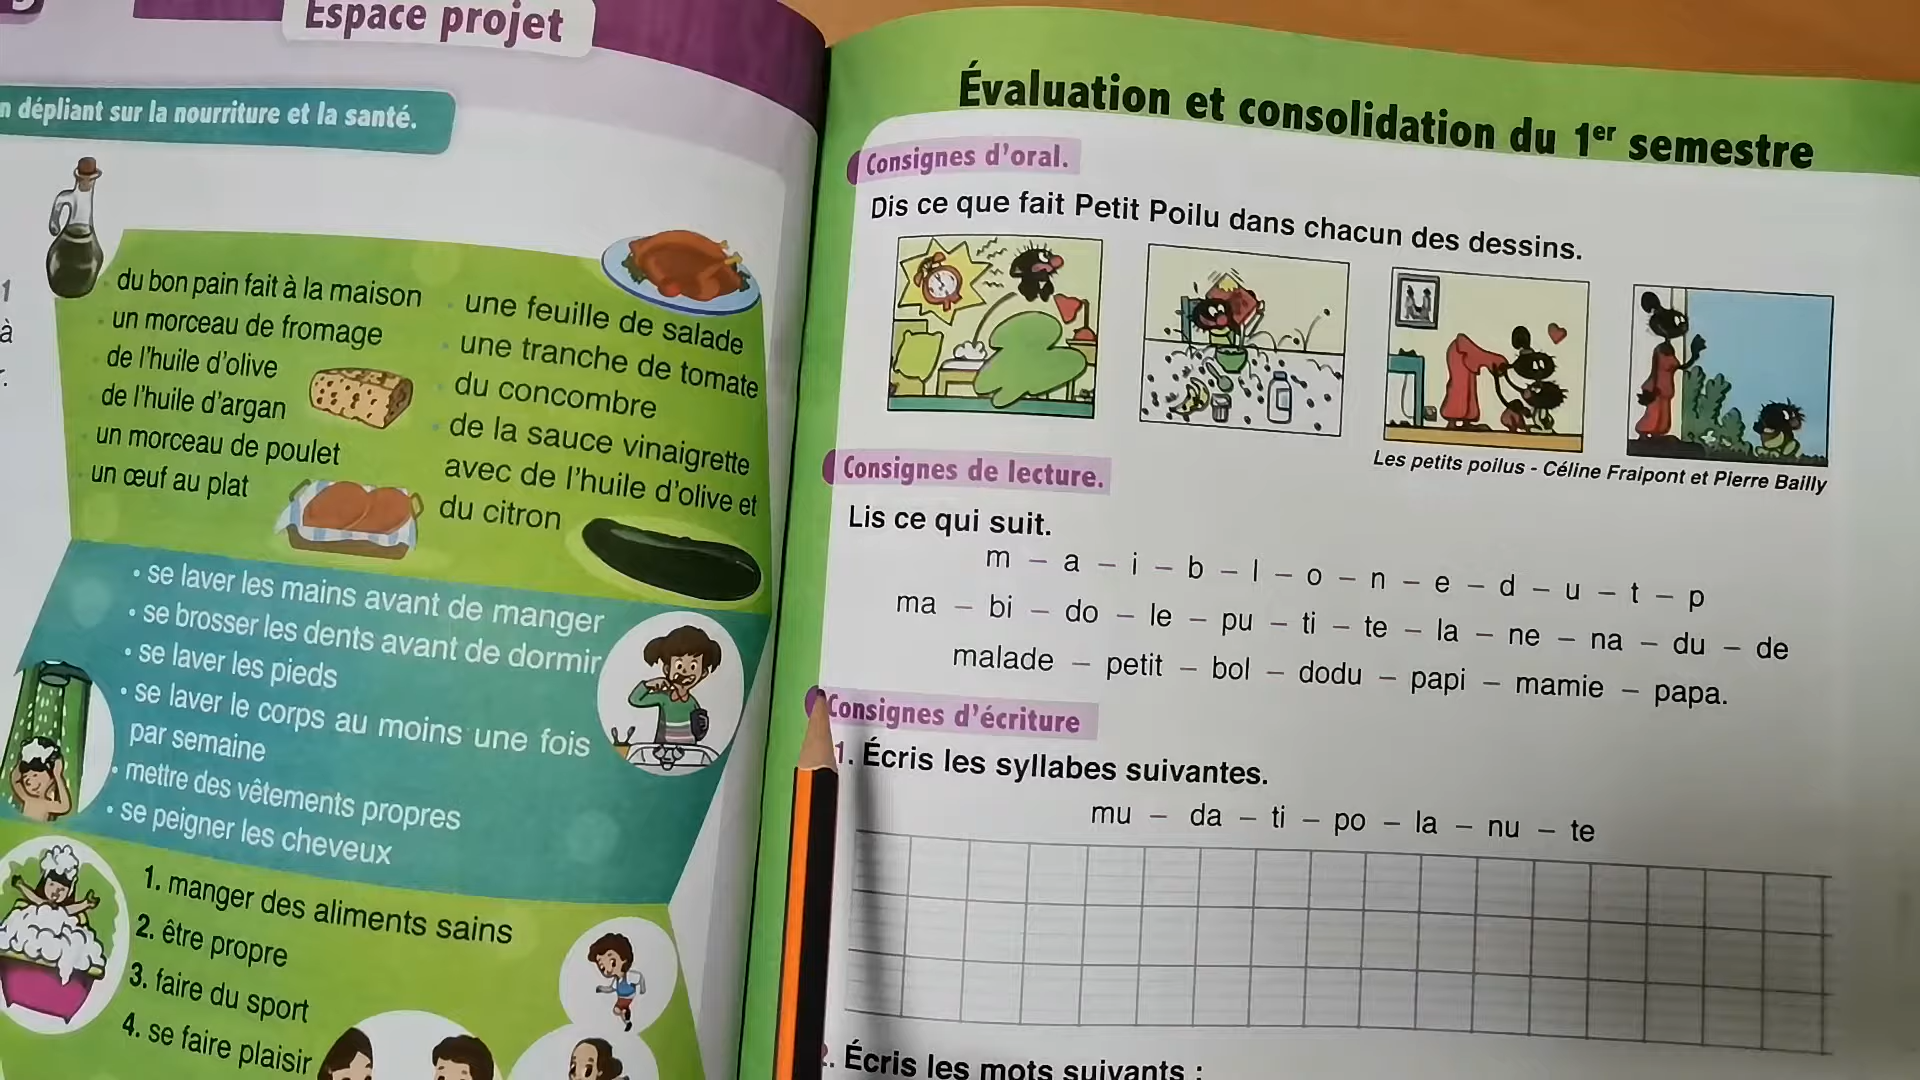 Espace projet
n dépliant sur la nourriture et la santé.
1
à
du bon pain fait à la maison
un morceau de fromage
de l'huile d'olive
de l'huile d'argan
un morceau de poulet
un œuf au plat
une feuille de salade
une tranche de tomate
du concombre
de la sauce vinaigrette
avec de l'huile d'olive et
du citron
• se laver les mains avant de manger
• se brosser les dents avant de dormir
• se laver les pieds
• se laver le corps au moins une fois
par semaine
• mettre des vêtements propres
• se peigner les cheveux
1. manger des aliments sains
2. être propre
3. faire du sport
4. se faire plaisir
Évaluation et consolidation du 1er semestre
Consignes d'oral.
Dis ce que fait Petit Poilu dans chacun des dessins.
Les petits poilus - Céline Fraipont et Pierre Bailly
Consignes de lecture.
Lis ce qui suit.
m – a – i – b – l – o – n – e – d – u – t – p
ma – bi – do – le – pu – ti – te – la – ne – na – du – de
malade – petit – bol – dodu – papi – mamie – papa.
Consignes d'écriture
1. Écris les syllabes suivantes.
mu – da – ti – po – la – nu – te
2. Écris les mots suivants :